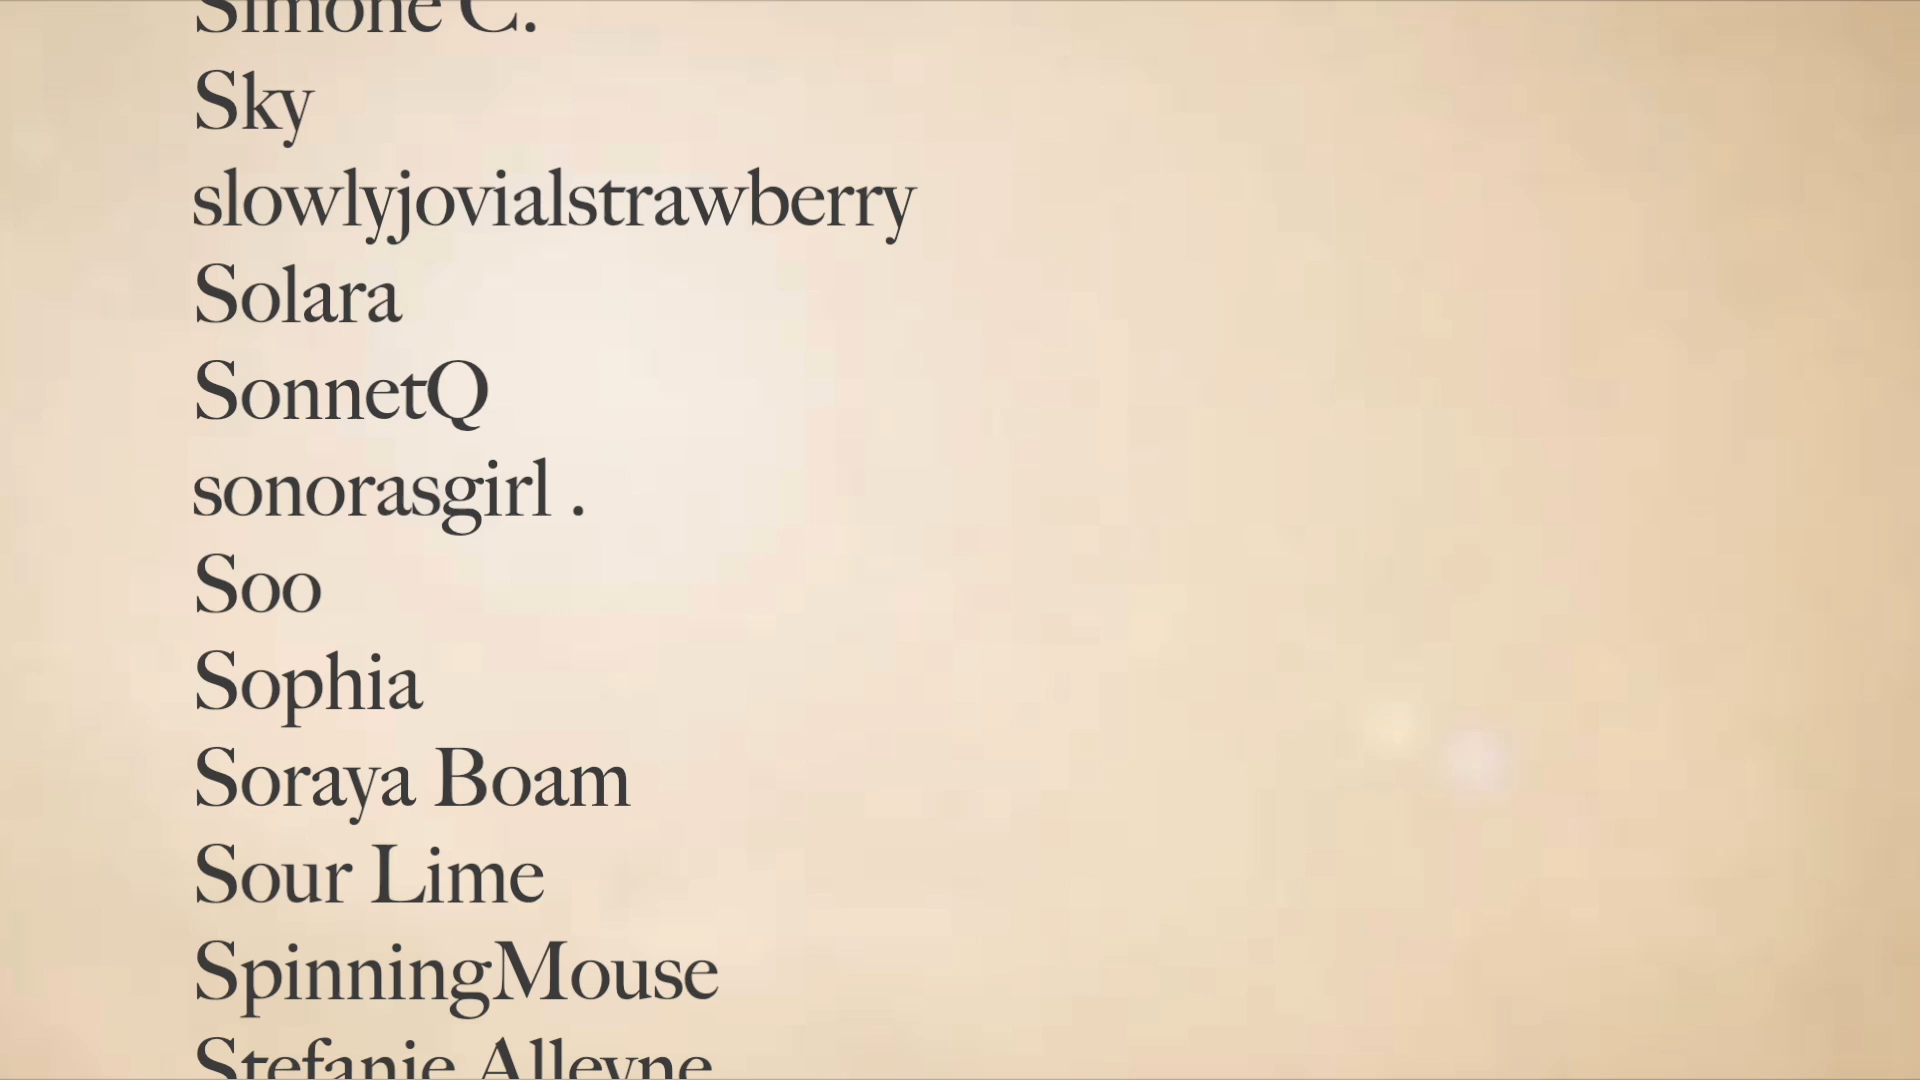 Simone C.
Sky
slowlyjovialstrawberry
Solara
SonnetQ
sonorasgirl .
Soo
Sophia
Soraya Boam
Sour Lime
SpinningMouse
Stefanie Alleyne